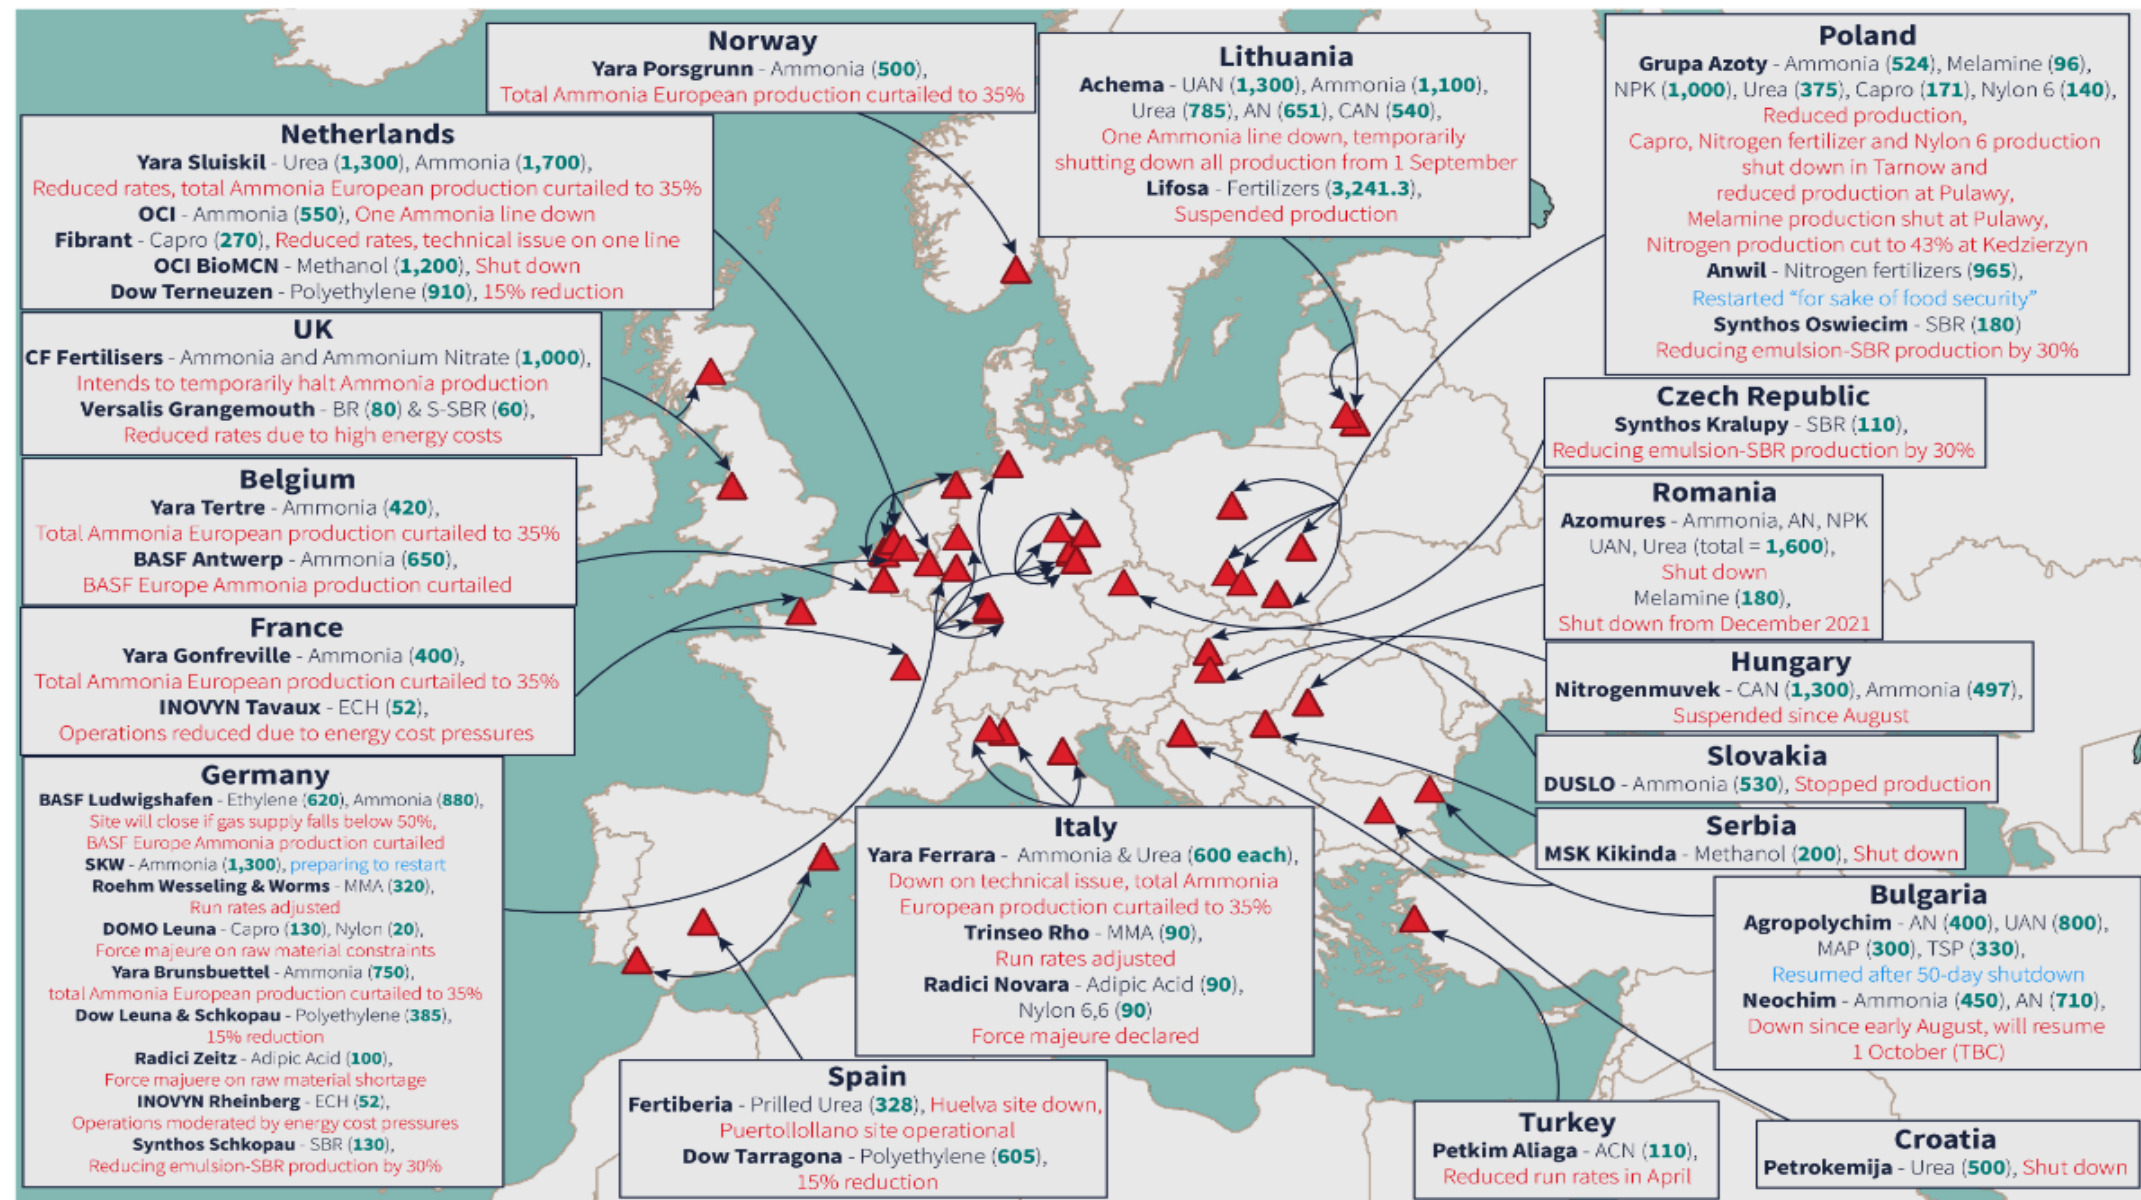 Norway
Yara Porsgrunn - Ammonia (500),
Total Ammonia European production curtailed to 35%
Lithuania
Achema - UAN (1,300), Ammonia (1,100),
Urea (785), AN (651), CAN (540),
One Ammonia line down, temporarily
shutting down all production from 1 September
Lifosa - Fertilizers (3,241.3),
Suspended production
Poland
Grupa Azoty - Ammonia (524), Melamine (96),
NPK (1,000), Urea (375), Capro (171), Nylon 6 (140),
Reduced production,
Capro, Nitrogen fertilizer and Nylon 6 production
shut down in Tarnow and
reduced production at Pulawy,
Melamine production shut at Pulawy,
Nitrogen production cut to 43% at Kedzierzyn
Anwil - Nitrogen fertilizers (965),
Restarted “for sake of food security”
Synthos Oswiecim - SBR (180)
Reducing emulsion-SBR production by 30%
Netherlands
Yara Sluiskil - Urea (1,300), Ammonia (1,700),
Reduced rates, total Ammonia European production curtailed to 35%
OCI - Ammonia (550), One Ammonia line down
Fibrant - Capro (270), Reduced rates, technical issue on one line
OCI BioMCN - Methanol (1,200), Shut down
Dow Terneuzen - Polyethylene (910), 15% reduction
UK
CF Fertilisers - Ammonia and Ammonium Nitrate (1,000),
Intends to temporarily halt Ammonia production
Versalis Grangemouth - BR (80) & S-SBR (60),
Reduced rates due to high energy costs
Czech Republic
Synthos Kralupy - SBR (110),
Reducing emulsion-SBR production by 30%
Belgium
Yara Tertre - Ammonia (420),
Total Ammonia European production curtailed to 35%
BASF Antwerp - Ammonia (650),
BASF Europe Ammonia production curtailed
Romania
Azomures - Ammonia, AN, NPK
UAN, Urea (total = 1,600),
Shut down
Melamine (180),
Shut down from December 2021
France
Yara Gonfreville - Ammonia (400),
Total Ammonia European production curtailed to 35%
INOVYN Tavaux - ECH (52),
Operations reduced due to energy cost pressures
Hungary
Nitrogenmuvek - CAN (1,300), Ammonia (497),
Suspended since August
Slovakia
DUSLO - Ammonia (530), Stopped production
Serbia
MSK Kikinda - Methanol (200), Shut down
Germany
BASF Ludwigshafen - Ethylene (620), Ammonia (880),
Site will close if gas supply falls below 50%,
BASF Europe Ammonia production curtailed
SKW - Ammonia (1,300), preparing to restart
Roehm Wesseling & Worms - MMA (320),
Run rates adjusted
DOMO Leuna - Capro (130), Nylon (20),
Force majeure on raw material constraints
Yara Brunsbuettel - Ammonia (750),
total Ammonia European production curtailed to 35%
Dow Leuna & Schkopau - Polyethylene (385),
15% reduction
Radici Zeitz - Adipic Acid (100),
Force majuere on raw material shortage
INOVYN Rheinberg - ECH (52),
Operations moderated by energy cost pressures
Synthos Schkopau - SBR (130),
Reducing emulsion-SBR production by 30%
Italy
Yara Ferrara - Ammonia & Urea (600 each),
Down on technical issue, total Ammonia
European production curtailed to 35%
Trinseo Rho - MMA (90),
Run rates adjusted
Radici Novara - Adipic Acid (90),
Nylon 6,6 (90)
Force majeure declared
Bulgaria
Agropolychim - AN (400), UAN (800),
MAP (300), TSP (330),
Resumed after 50-day shutdown
Neochim - Ammonia (450), AN (710),
Down since early August, will resume
1 October (TBC)
Spain
Fertiberia - Prilled Urea (328), Huelva site down,
Puertollollano site operational
Dow Tarragona - Polyethylene (605),
15% reduction
Turkey
Petkim Aliaga - ACN (110),
Reduced run rates in April
Croatia
Petrokemija - Urea (500), Shut down